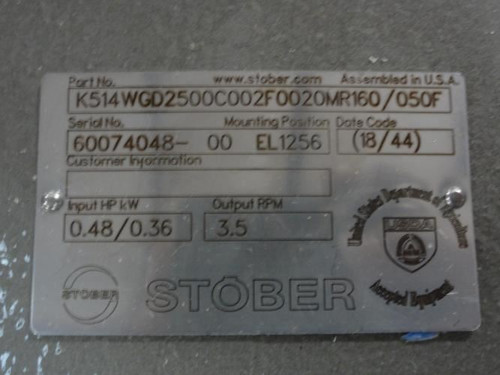 Part No. www.stober.com Assembled in U.S.A.
K514WGD2500C002F0020MR160/050F
Serial No. Mounting Position Date Code
60074048- 00 EL1256 (18/44)
Customer Information
Input HP kW Output RPM
0.48/0.36 3.5
United States Department of Agriculture
Accepted Equipment
STOBER STÖBER